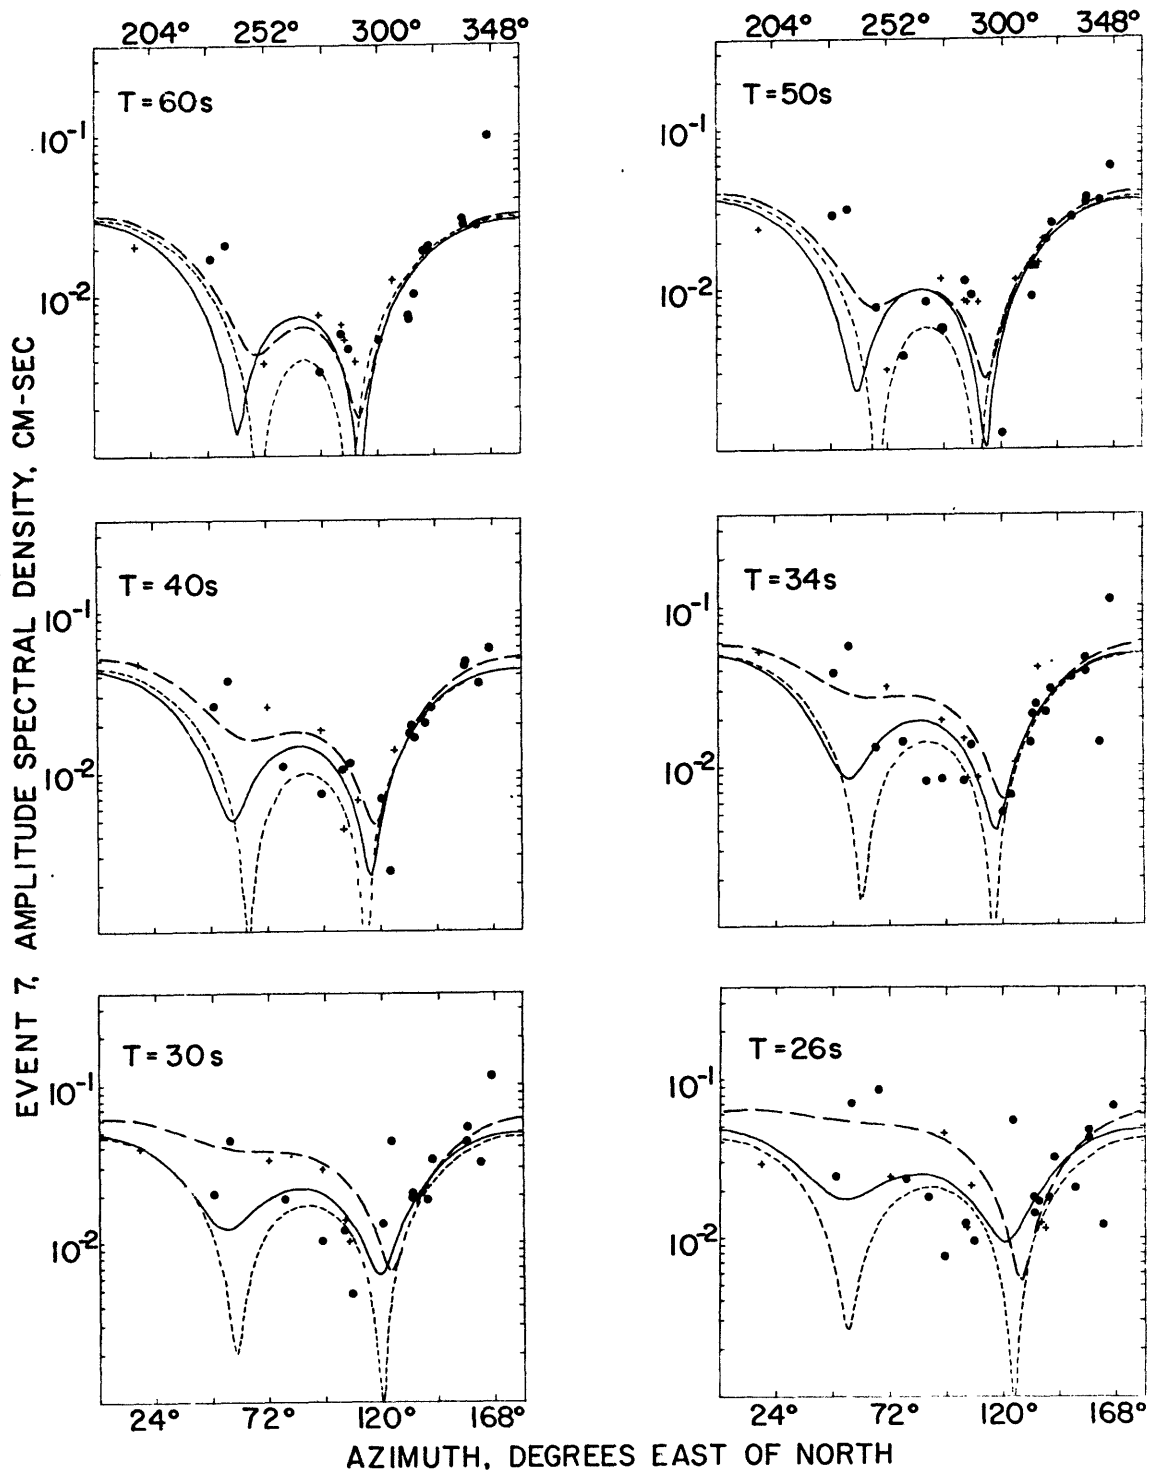 204° 252° 300° 348° 204° 252° 300° 348°
T = 60s T = 50s
10⁻¹ 10⁻¹
10⁻² 10⁻²
T = 40s T = 34s
10⁻¹ 10⁻¹
10⁻² 10⁻²
T = 30s T = 26s
10⁻¹ 10⁻¹
10⁻² 10⁻²
24° 72° 120° 168° 24° 72° 120° 168°
AZIMUTH, DEGREES EAST OF NORTH
EVENT 7, AMPLITUDE SPECTRAL DENSITY, CM-SEC